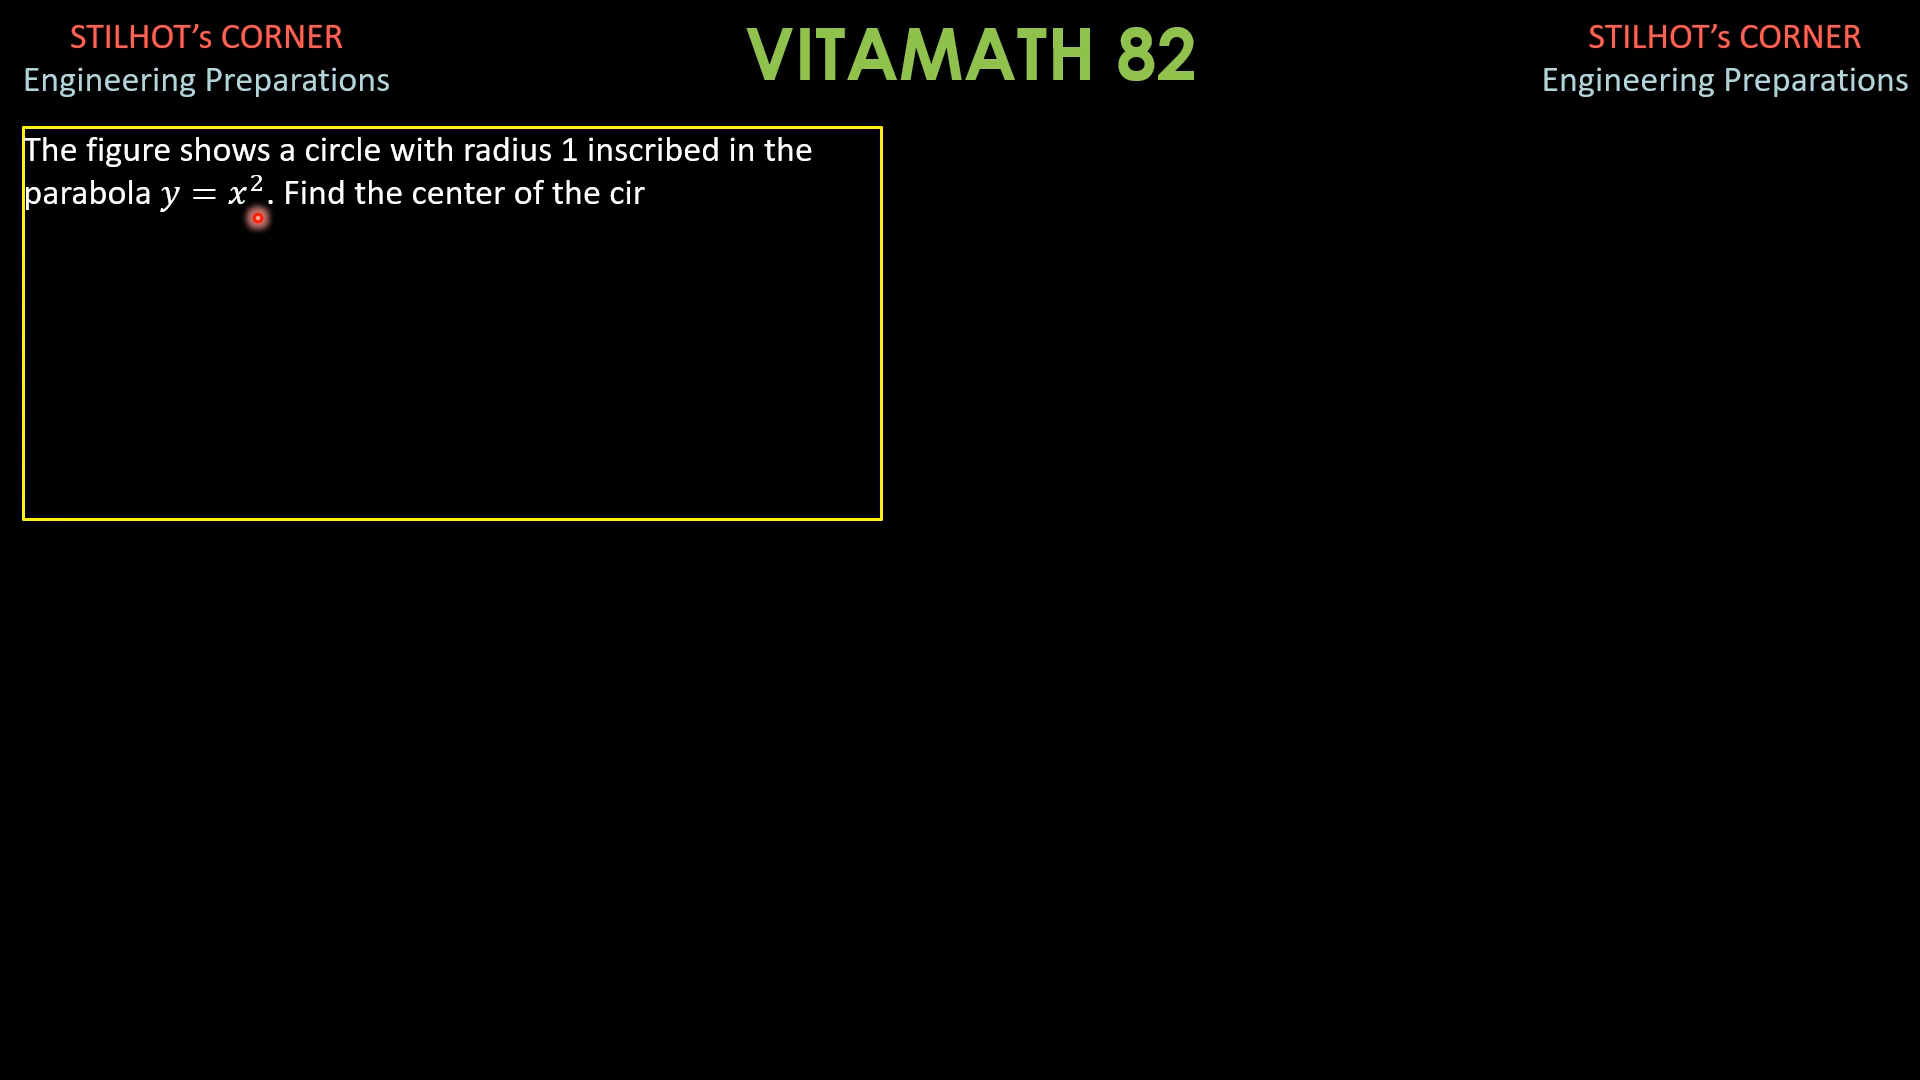 STILHOT's CORNER
Engineering Preparations
VITAMATH 82
STILHOT's CORNER
Engineering Preparations
The figure shows a circle with radius 1 inscribed in the
parabola y = x². Find the center of the cir